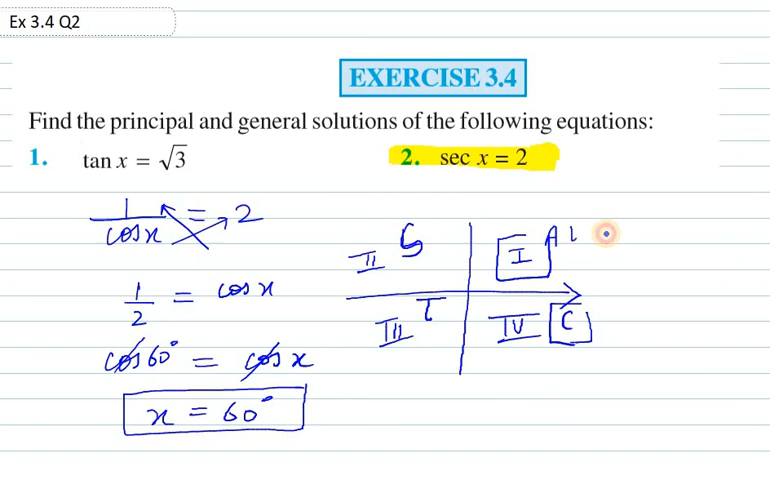 Ex 3.4 Q2
EXERCISE 3.4
Find the principal and general solutions of the following equations:
1. tan x = √3
2. sec x = 2
1/cosx = 2
1/2 = cos x
cos 60° = cos x
x = 60°
II S
I A L
III T
IV C